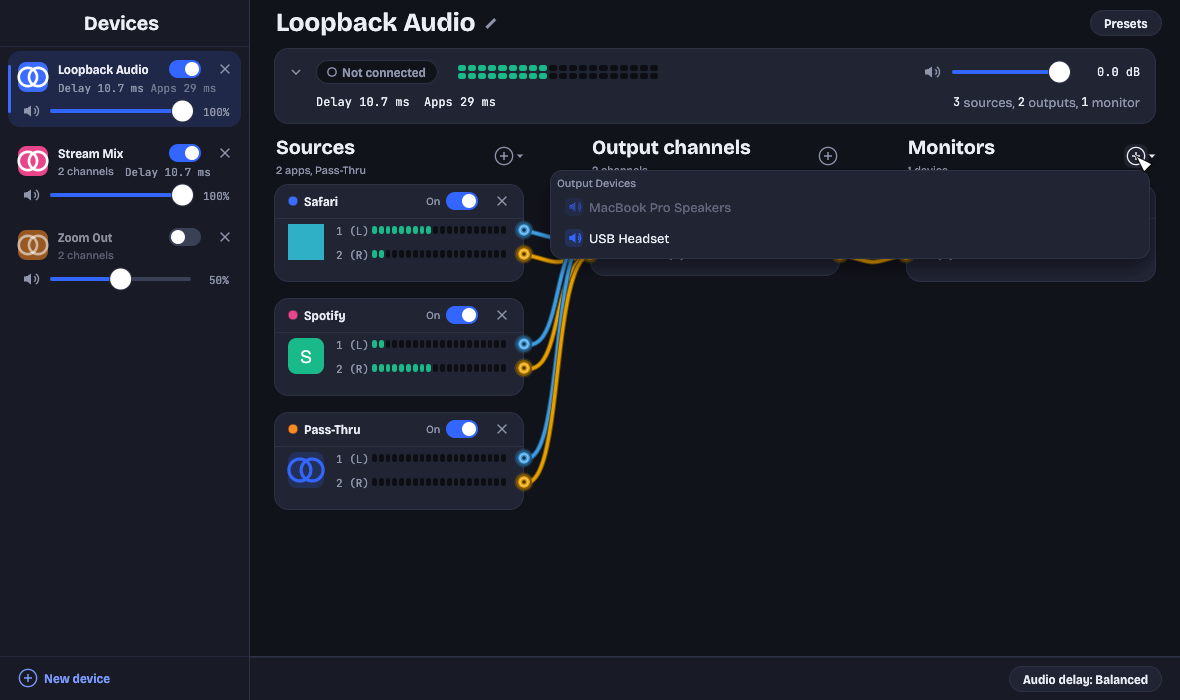 Devices
Loopback Audio
Delay 10.7 ms Apps 29 ms
100%
Stream Mix
2 channels Delay 10.7 ms
100%
Zoom Out
2 channels
50%
New device
Loopback Audio
Presets
Not connected
0.0 dB
Delay 10.7 ms Apps 29 ms
3 sources, 2 outputs, 1 monitor
Sources
2 apps, Pass-Thru
Output channels
2 channels
Monitors
1 device
Output Devices
MacBook Pro Speakers
USB Headset
Safari
On
1 (L)
2 (R)
Spotify
On
S
1 (L)
2 (R)
Pass-Thru
On
1 (L)
2 (R)
Audio delay: Balanced